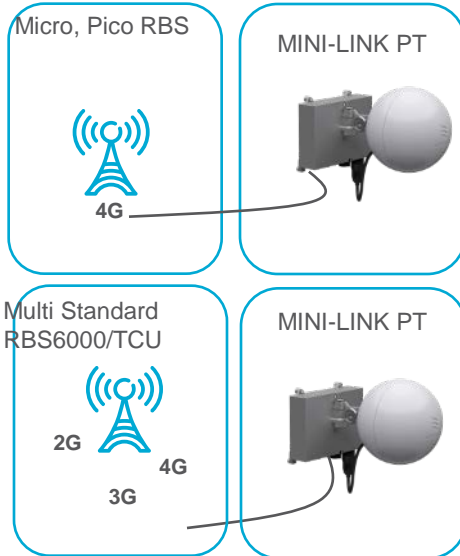 Micro, Pico RBS
MINI-LINK PT
4G
Multi Standard
RBS6000/TCU
MINI-LINK PT
2G
4G
3G